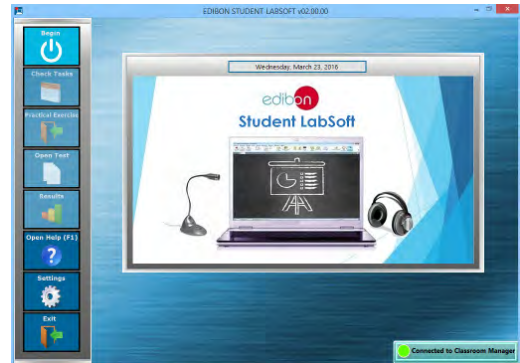 EDIBON STUDENT LABSOFT v02.00.00
Begin
Check Tasks
Practical Exercise
Open Test
Results
Open Help (F1)
Settings
Exit
Wednesday, March 23, 2016
edibon
Student LabSoft
Connected to Classroom Manager